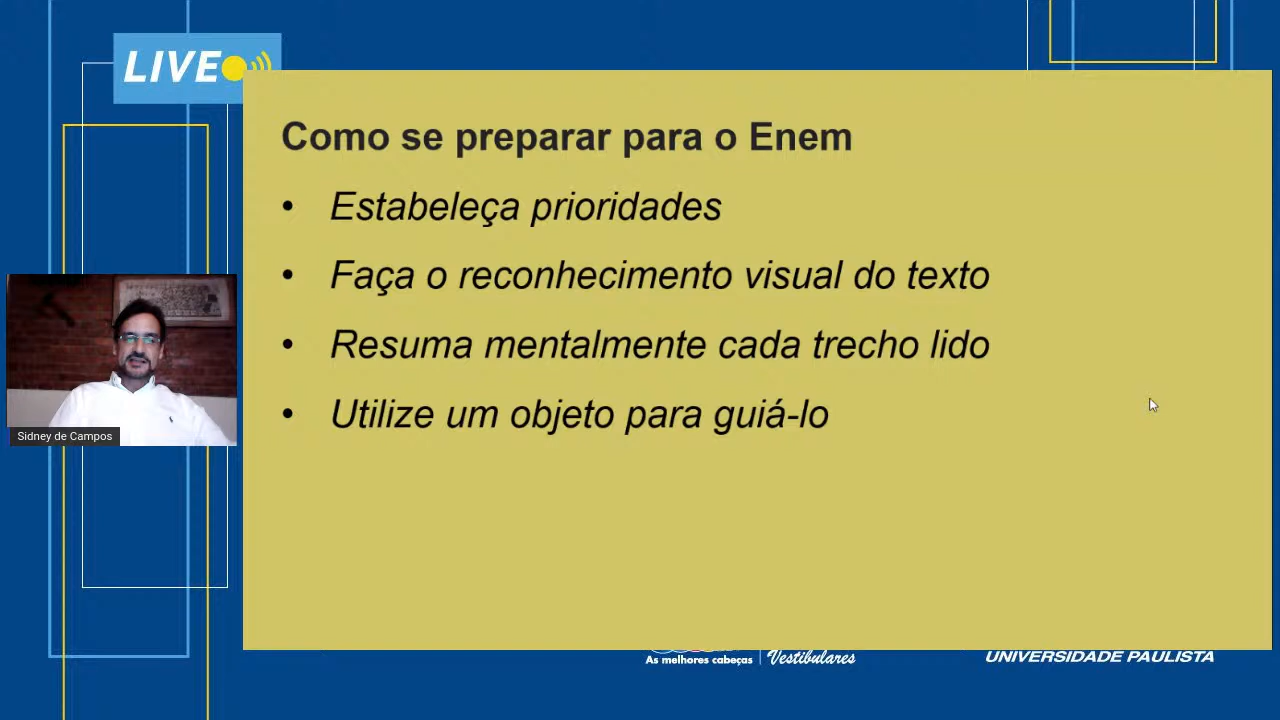 LIVE
Como se preparar para o Enem
• Estabeleça prioridades
• Faça o reconhecimento visual do texto
• Resuma mentalmente cada trecho lido
• Utilize um objeto para guiá-lo
Sidney de Campos
As melhores cabeças | Vestibulares
UNIVERSIDADE PAULISTA